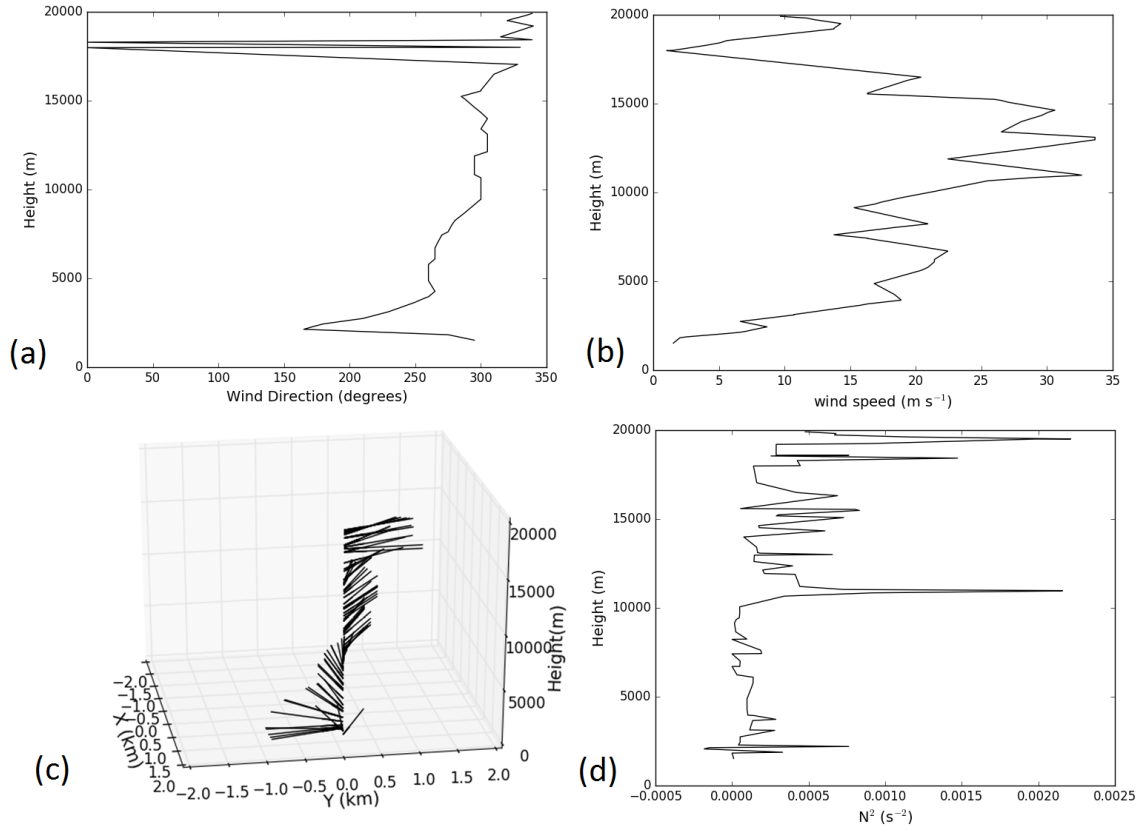 20000
15000
10000
5000
0
Height (m)
0 50 100 150 200 250 300 350
Wind Direction (degrees)
(a)
20000
15000
10000
5000
0
Height (m)
0 5 10 15 20 25 30 35
wind speed (m s⁻¹)
(b)
20000
15000
10000
5000
0
Height(m)
−2.0
−1.5
−1.0
−0.5
0.0
0.5
1.0
1.5
2.0
X (km)
−2.0 −1.5 −1.0 −0.5 0.0 0.5 1.0 1.5 2.0
Y (km)
(c)
20000
15000
10000
5000
0
Height (m)
−0.0005 0.0000 0.0005 0.0010 0.0015 0.0020 0.0025
N² (s⁻²)
(d)